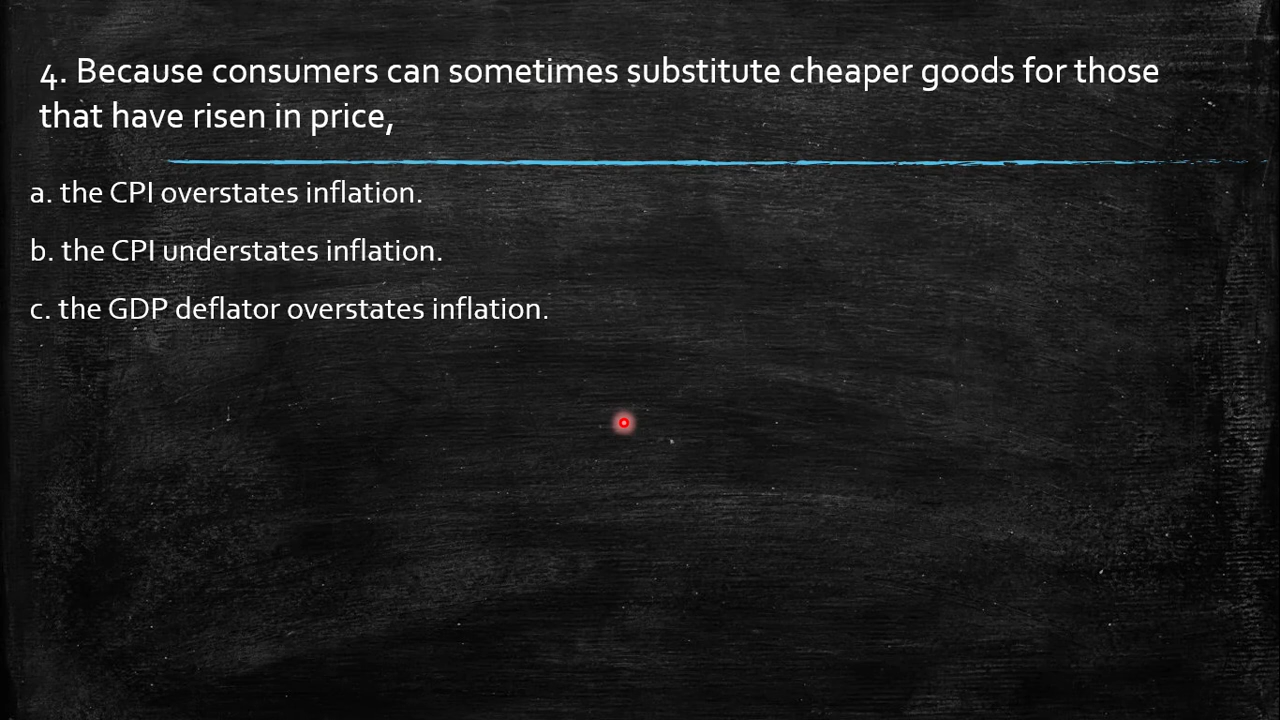 4. Because consumers can sometimes substitute cheaper goods for those
that have risen in price,
a. the CPI overstates inflation.
b. the CPI understates inflation.
c. the GDP deflator overstates inflation.